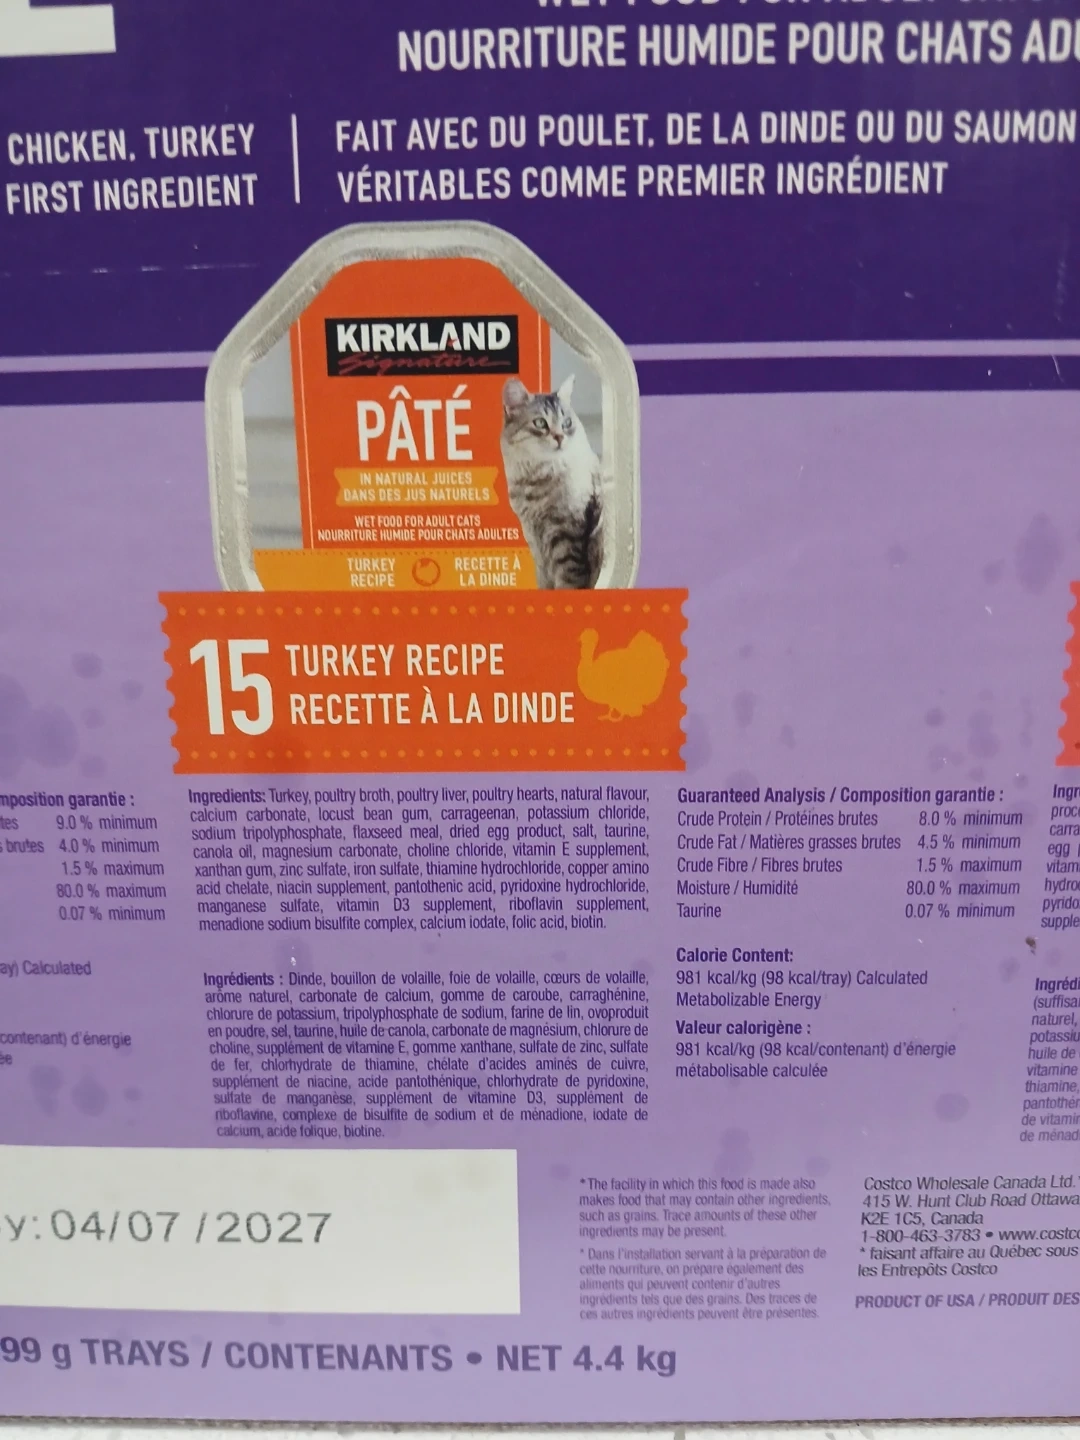 NOURRITURE HUMIDE POUR CHATS
CHICKEN, TURKEY
FIRST INGREDIENT
FAIT AVEC DU POULET, DE LA DINDE OU DU SAUMON
VÉRITABLES COMME PREMIER INGRÉDIENT
KIRKLAND
Signature
PÂTÉ
IN NATURAL JUICES
DANS DES JUS NATURELS
WET FOOD FOR ADULT CATS
NOURRITURE HUMIDE POUR CHATS ADULTES
TURKEY
RECIPE
RECETTE À
LA DINDE
15
TURKEY RECIPE
RECETTE À LA DINDE
garantie :
9.0 % minimum
brutes 4.0 % minimum
1.5 % maximum
80.0 % maximum
0.07 % minimum
Calculated
contenant) d'énergie
Ingredients: Turkey, poultry broth, poultry liver, poultry hearts, natural flavour,
calcium carbonate, locust bean gum, carrageenan, potassium chloride,
sodium tripolyphosphate, flaxseed meal, dried egg product, salt, taurine,
canola oil, magnesium carbonate, choline chloride, vitamin E supplement,
xanthan gum, zinc sulfate, iron sulfate, thiamine hydrochloride, copper amino
acid chelate, niacin supplement, pantothenic acid, pyridoxine hydrochloride,
manganese sulfate, vitamin D3 supplement, riboflavin supplement,
menadione sodium bisulfite complex, calcium iodate, folic acid, biotin.
Ingrédients : Dinde, bouillon de volaille, foie de volaille, cœurs de volaille,
arôme naturel, carbonate de calcium, gomme de caroube, carraghénine,
chlorure de potassium, tripolyphosphate de sodium, farine de lin, ovoproduit
en poudre, sel, taurine, huile de canola, carbonate de magnésium, chlorure de
choline, supplément de vitamine E, gomme xanthane, sulfate de zinc, sulfate
de fer, chlorhydrate de thiamine, chélate d'acides aminés de cuivre,
supplément de niacine, acide pantothénique, chlorhydrate de pyridoxine,
sulfate de manganèse, supplément de vitamine D3, supplément de
riboflavine, complexe de bisulfite de sodium et de ménadione, iodate de
calcium, acide folique, biotine.
Guaranteed Analysis / Composition garantie :
Crude Protein / Protéines brutes 8.0 % minimum
Crude Fat / Matières grasses brutes 4.5 % minimum
Crude Fibre / Fibres brutes 1.5 % maximum
Moisture / Humidité 80.0 % maximum
Taurine 0.07 % minimum
Calorie Content:
981 kcal/kg (98 kcal/tray) Calculated
Metabolizable Energy
Valeur calorigène :
981 kcal/kg (98 kcal/contenant) d'énergie
métabolisable calculée
egg
naturel,
huile de
vitamine
thiamine,
y: 04/07 /2027
* The facility in which this food is made also
makes food that may contain other ingredients,
such as grains. Trace amounts of these other
ingredients may be present.
* Dans l'installation servant à la préparation de
cette nourriture, on prépare également des
aliments qui peuvent contenir d'autres
ingrédients tels que des grains. Des traces de
ces autres ingrédients peuvent être présentes.
Costco Wholesale Canada Ltd.
415 W. Hunt Club Road Ottawa
K2E 1C5, Canada
1-800-463-3783 • www.costc
* faisant affaire au Québec sous
les Entrepôts Costco
PRODUCT OF USA / PRODUIT DES
99 g TRAYS / CONTENANTS • NET 4.4 kg